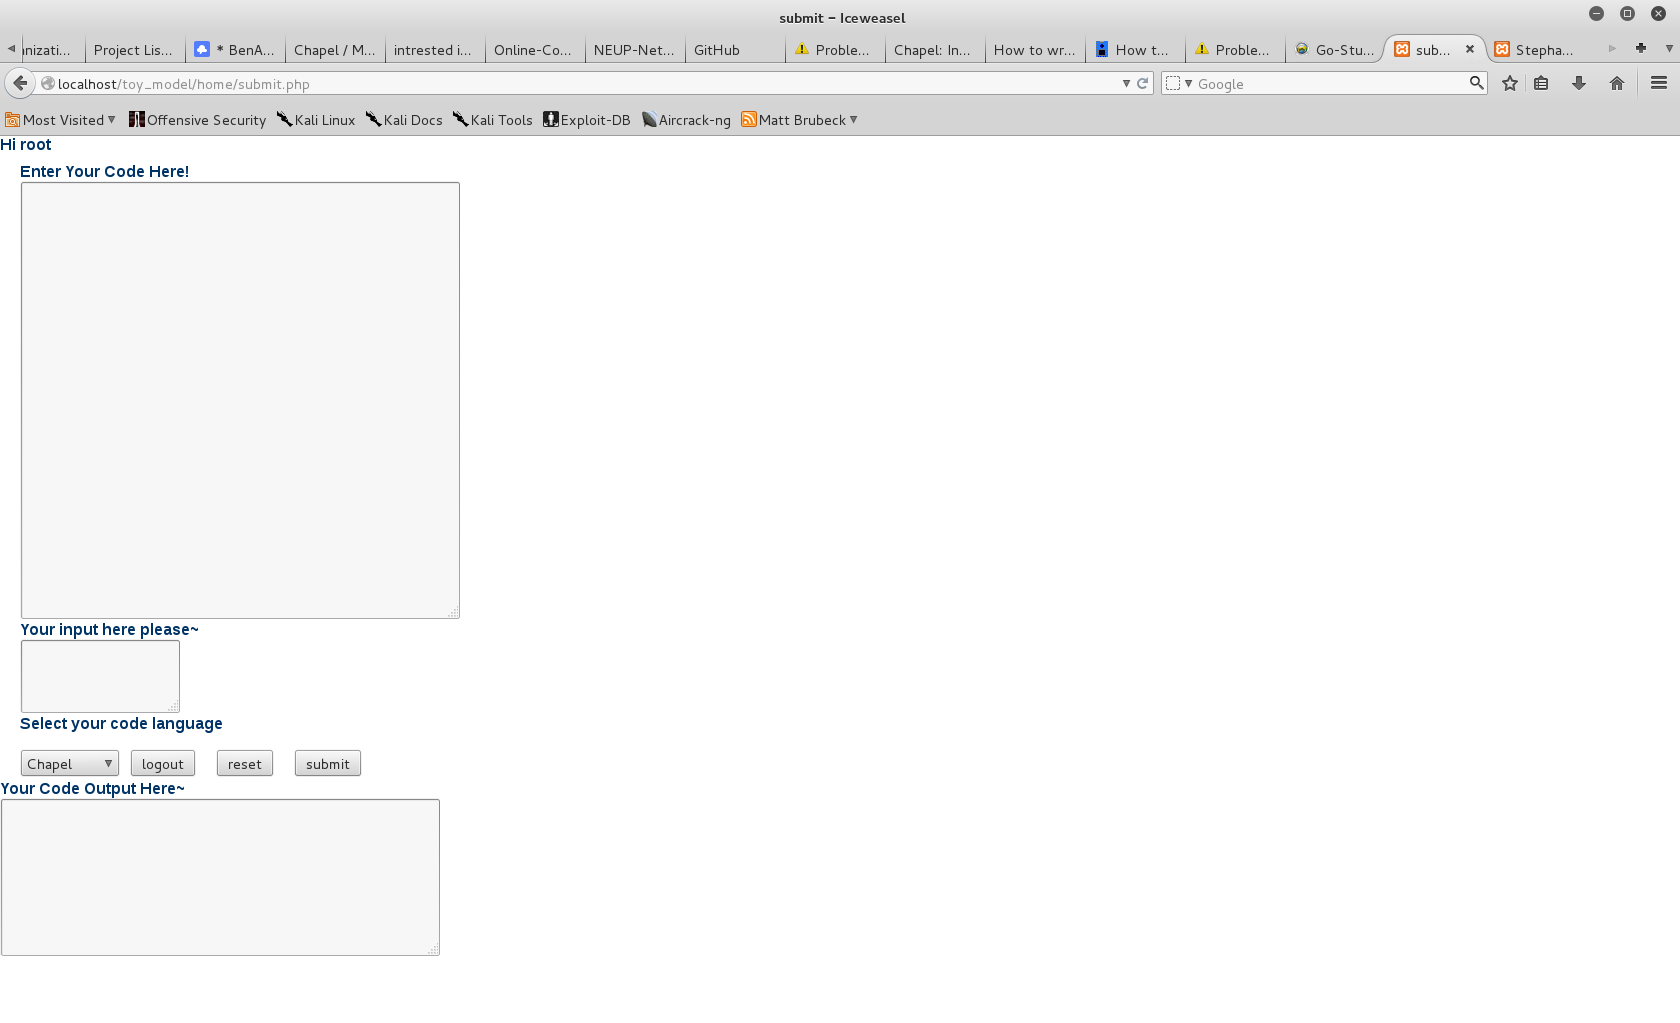 submit – Iceweasel
nizati... Project Lis... * BenA... Chapel / M... intrested i... Online-Co... NEUP-Net... GitHub Proble... Chapel: In... How to wr... How t... Proble... Go-Stu... sub... Stepha...
localhost/toy_model/home/submit.php Google
Most Visited Offensive Security Kali Linux Kali Docs Kali Tools Exploit-DB Aircrack-ng Matt Brubeck
Hi root
Enter Your Code Here!
Your input here please~
Select your code language
Chapel logout reset submit
Your Code Output Here~